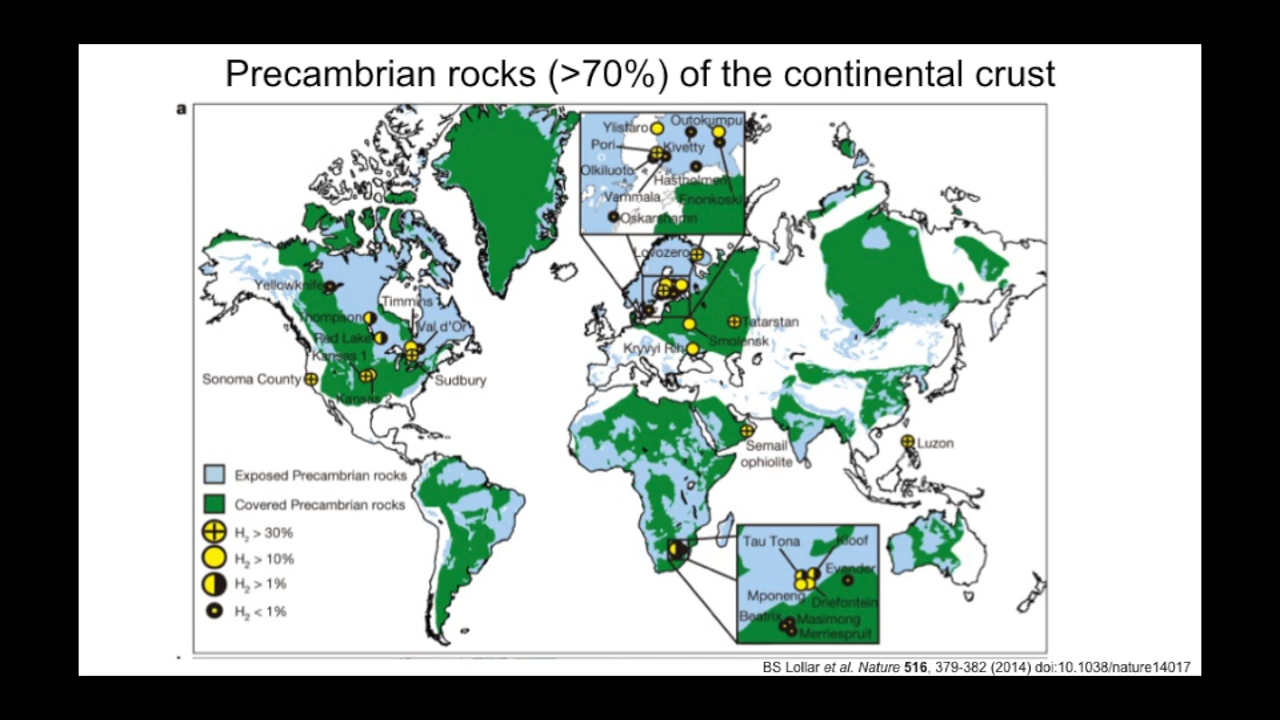 Precambrian rocks (>70%) of the continental crust
a
Ylistaro
Outokumpu
Pori
Kivetty
Olkiluoto
Hastholmen
Vammala
Enonkoski
Oskarshamn
Lovozero
Yellowknife
Timmins
Thompson
Val d'Or
Red Lake
Kansas 1
Sonoma County
Kansas 2
Sudbury
Tatarstan
Smolensk
Kryvyl Rih
Semail
ophiolite
Luzon
Exposed Precambrian rocks
Covered Precambrian rocks
H₂ > 30%
H₂ > 10%
H₂ > 1%
H₂ < 1%
Tau Tona
Kloof
Evander
Mponeng
Driefontein
Beatrix
Masimong
Merriespruit
BS Lollar et al. Nature 516, 379-382 (2014) doi:10.1038/nature14017